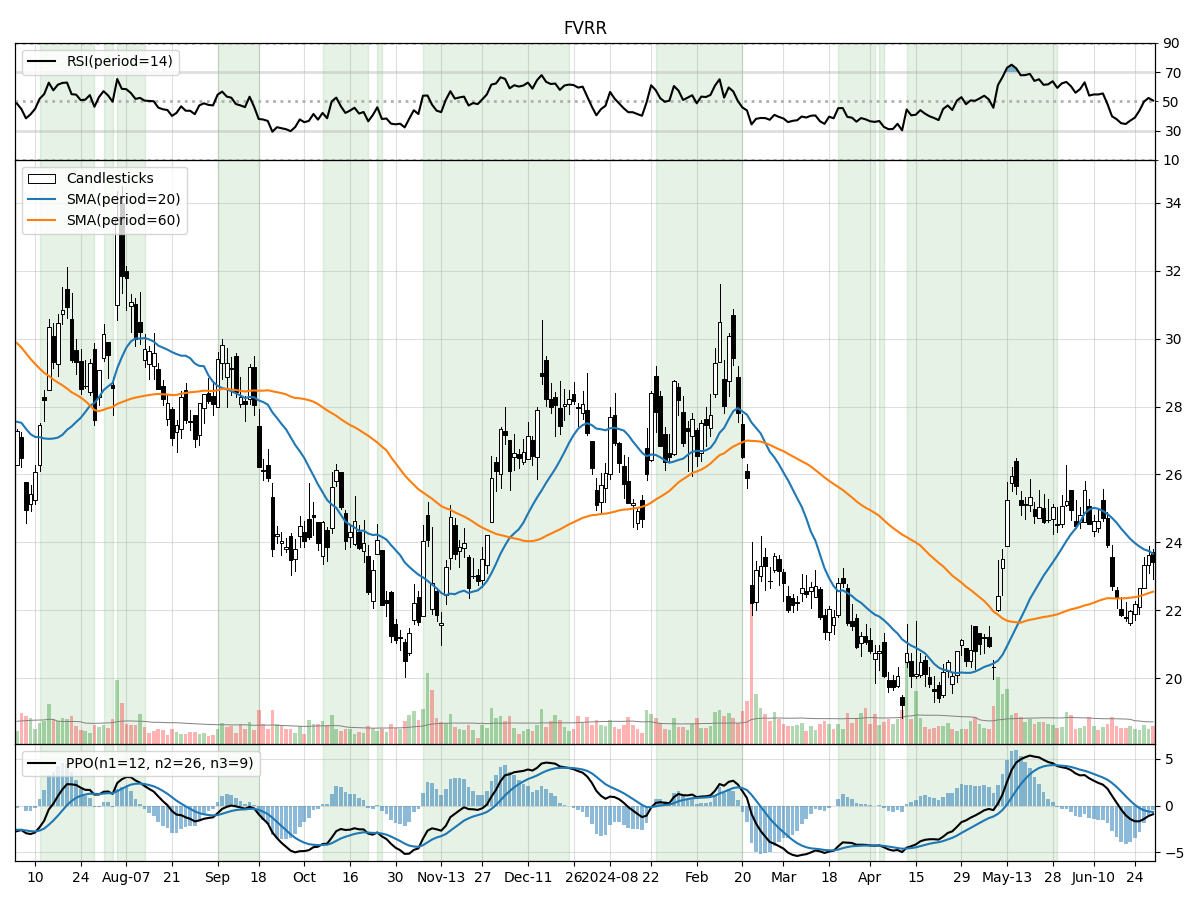 FVRR
RSI(period=14)
90
70
50
30
10
Candlesticks
SMA(period=20)
SMA(period=60)
34
32
30
28
26
24
22
20
PPO(n1=12, n2=26, n3=9)
5
0
−5
10 24 Aug-07 21 Sep 18 Oct 16 30 Nov-13 27 Dec-11 26 2024-08 22 Feb 20 Mar 18 Apr 15 29 May-13 28 Jun-10 24